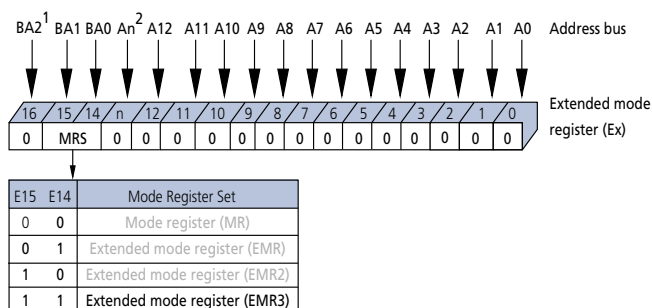 BA2¹ BA1 BA0 An² A12 A11 A10 A9 A8 A7 A6 A5 A4 A3 A2 A1 A0 Address bus
16 15 14 n 12 11 10 9 8 7 6 5 4 3 2 1 0 Extended mode
register (Ex)
0 MRS 0 0 0 0 0 0 0 0 0 0 0 0 0 0
E15 E14 Mode Register Set
0 0 Mode register (MR)
0 1 Extended mode register (EMR)
1 0 Extended mode register (EMR2)
1 1 Extended mode register (EMR3)